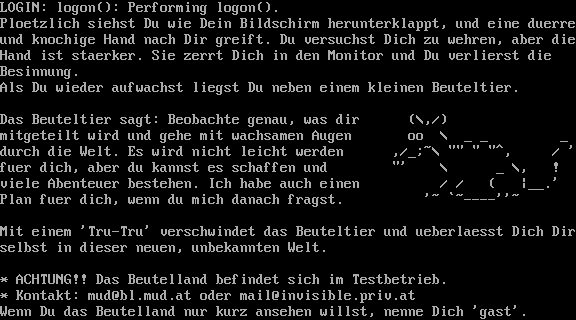 LOGIN: logon(): Performing logon().
Ploetzlich siehst Du wie Dein Bildschirm herunterklappt, und eine duerre
und knochige Hand nach Dir greift. Du versuchst Dich zu wehren, aber die
Hand ist staerker. Sie zerrt Dich in den Monitor und Du verlierst die
Besinnung.
Als Du wieder aufwachst liegst Du neben einem kleinen Beuteltier.
Das Beuteltier sagt: Beobachte genau, was dir
mitgeteilt wird und gehe mit wachsamen Augen
durch die Welt. Es wird nicht leicht werden
fuer dich, aber du kannst es schaffen und
viele Abenteuer bestehen. Ich habe auch einen
Plan fuer dich, wenn du mich danach fragst.
Mit einem 'Tru-Tru' verschwindet das Beuteltier und ueberlaesst Dich Dir
selbst in dieser neuen, unbekannten Welt.
* ACHTUNG!! Das Beutelland befindet sich im Testbetrieb.
* Kontakt: mud@bl.mud.at oder mail@invisible.priv.at
Wenn Du das Beutelland nur kurz ansehen willst, nenne Dich 'gast'.